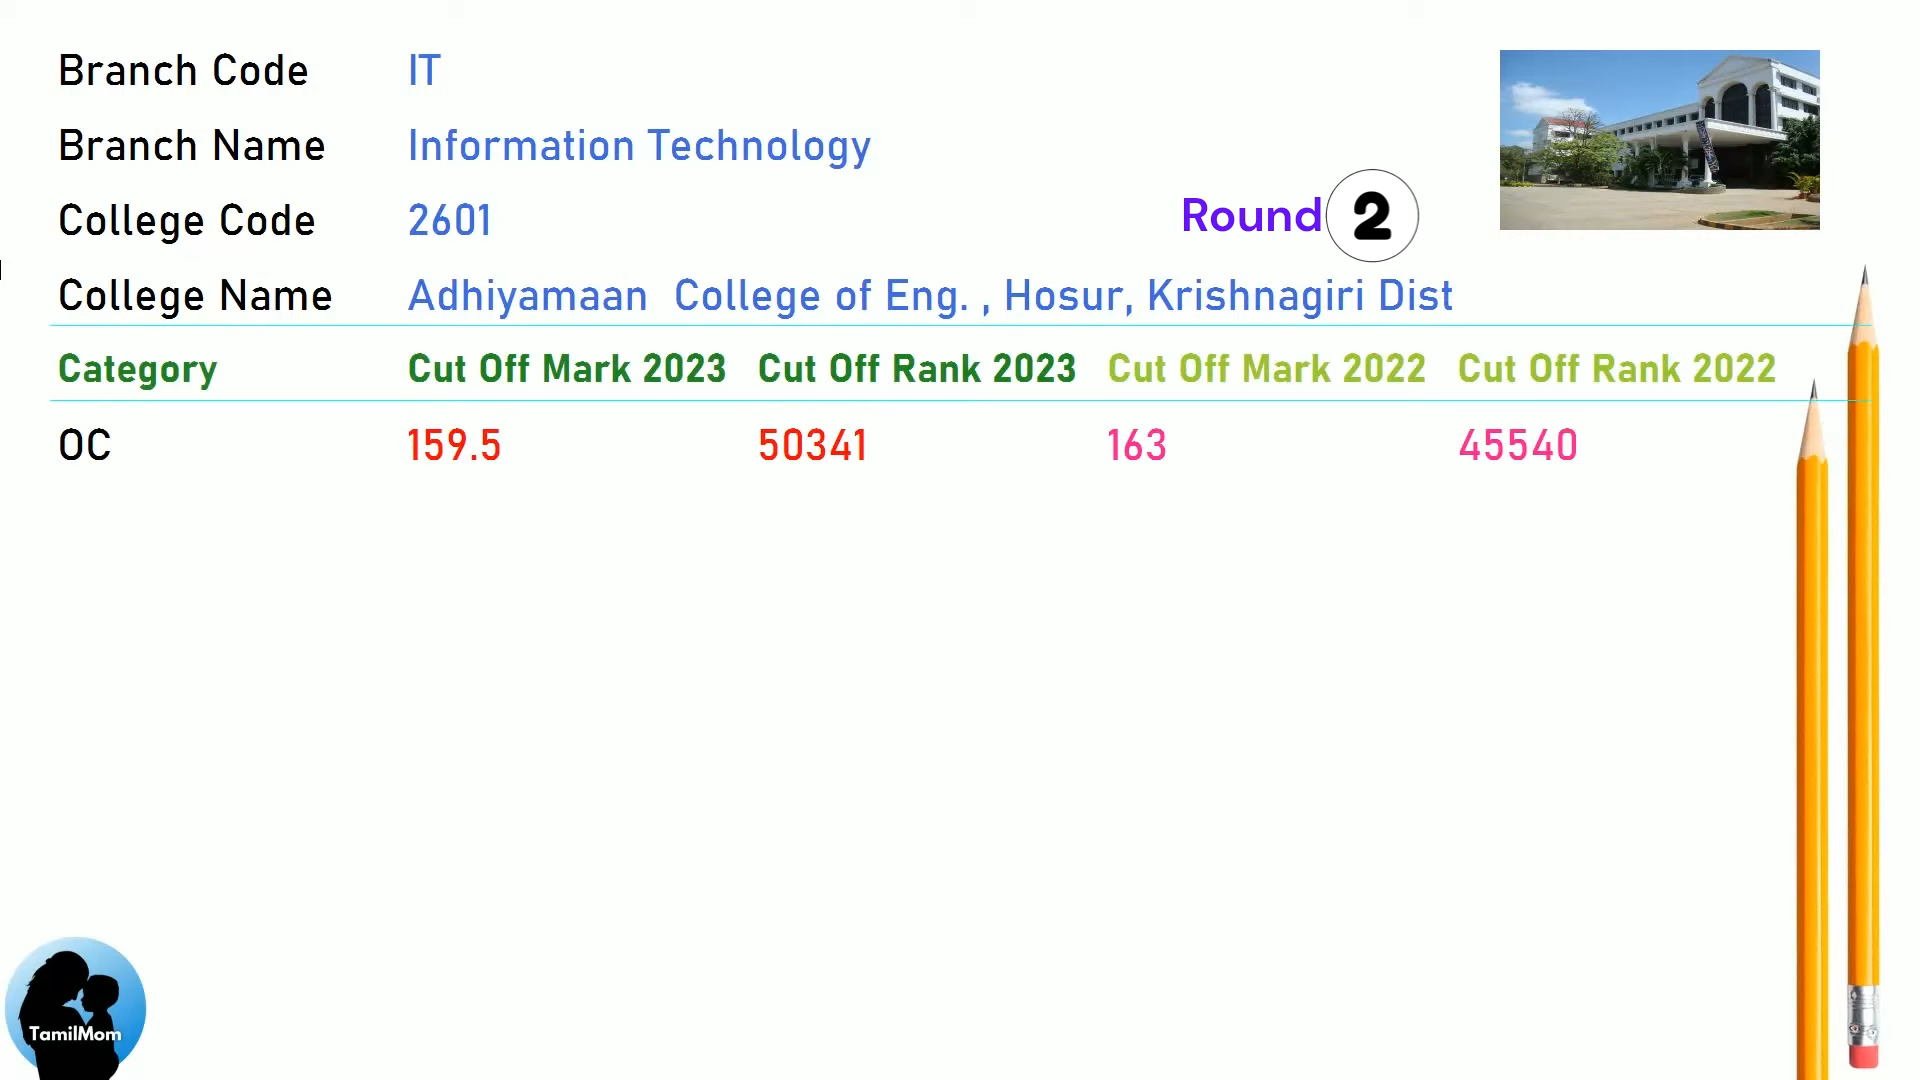 Branch Code IT
Branch Name Information Technology
College Code 2601
Round 2
College Name Adhiyamaan College of Eng. , Hosur, Krishnagiri Dist
Category Cut Off Mark 2023 Cut Off Rank 2023 Cut Off Mark 2022 Cut Off Rank 2022
OC 159.5 50341 163 45540
TamilMom